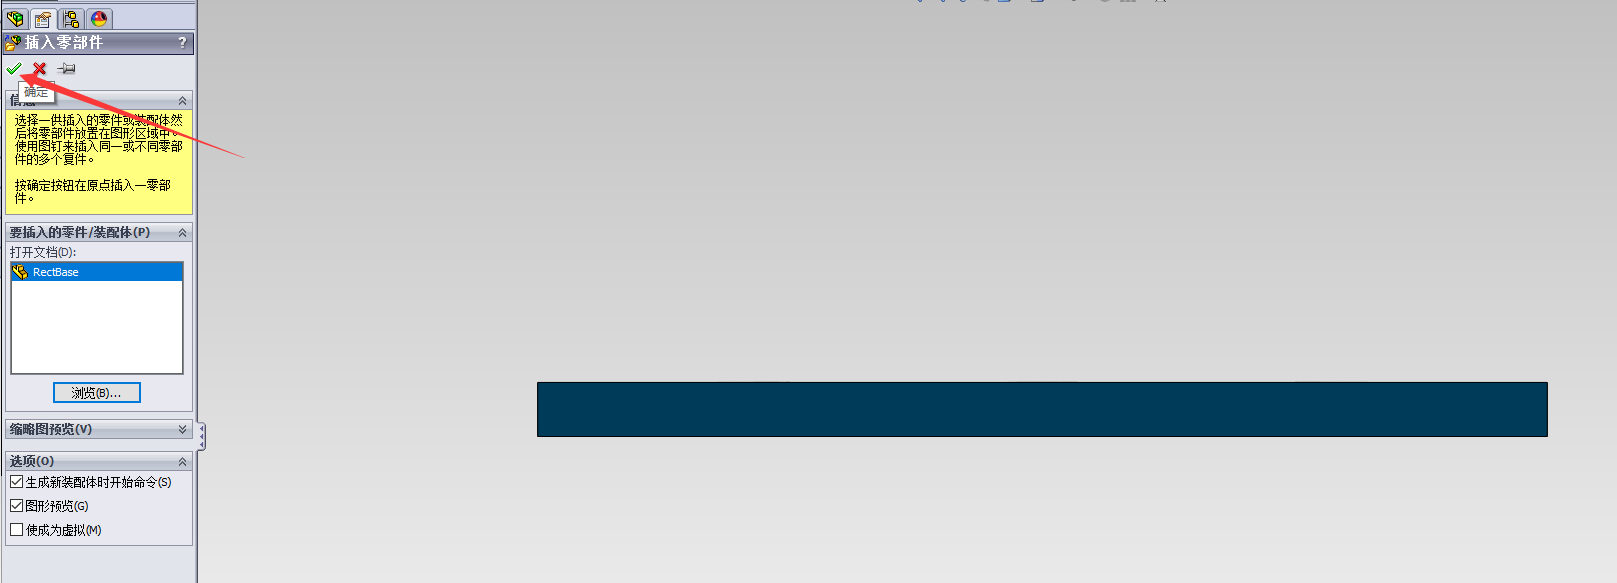 插入零部件
?
确定
信息
选择一供插入的零件或装配体然
后将零部件放置在图形区域中。
使用图钉来插入同一或不同零部
件的多个复件。
按确定按钮在原点插入一零部
件。
要插入的零件/装配体(P)
打开文档(D):
RectBase
浏览(B)...
缩略图预览(V)
选项(O)
生成新装配体时开始命令(S)
图形预览(G)
使成为虚拟(M)